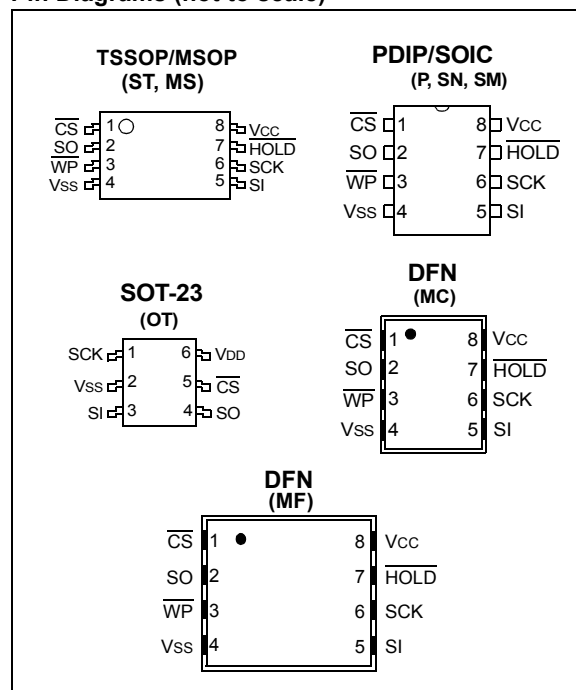 Pin Diagrams (not to scale)
TSSOP/MSOP
(ST, MS)
CS 1 8 VCC
SO 2 7 HOLD
WP 3 6 SCK
VSS 4 5 SI
PDIP/SOIC
(P, SN, SM)
CS 1 8 VCC
SO 2 7 HOLD
WP 3 6 SCK
VSS 4 5 SI
SOT-23
(OT)
SCK 1 6 VDD
VSS 2 5 CS
SI 3 4 SO
DFN
(MC)
CS 1 8 VCC
SO 2 7 HOLD
WP 3 6 SCK
VSS 4 5 SI
DFN
(MF)
CS 1 8 VCC
SO 2 7 HOLD
WP 3 6 SCK
VSS 4 5 SI